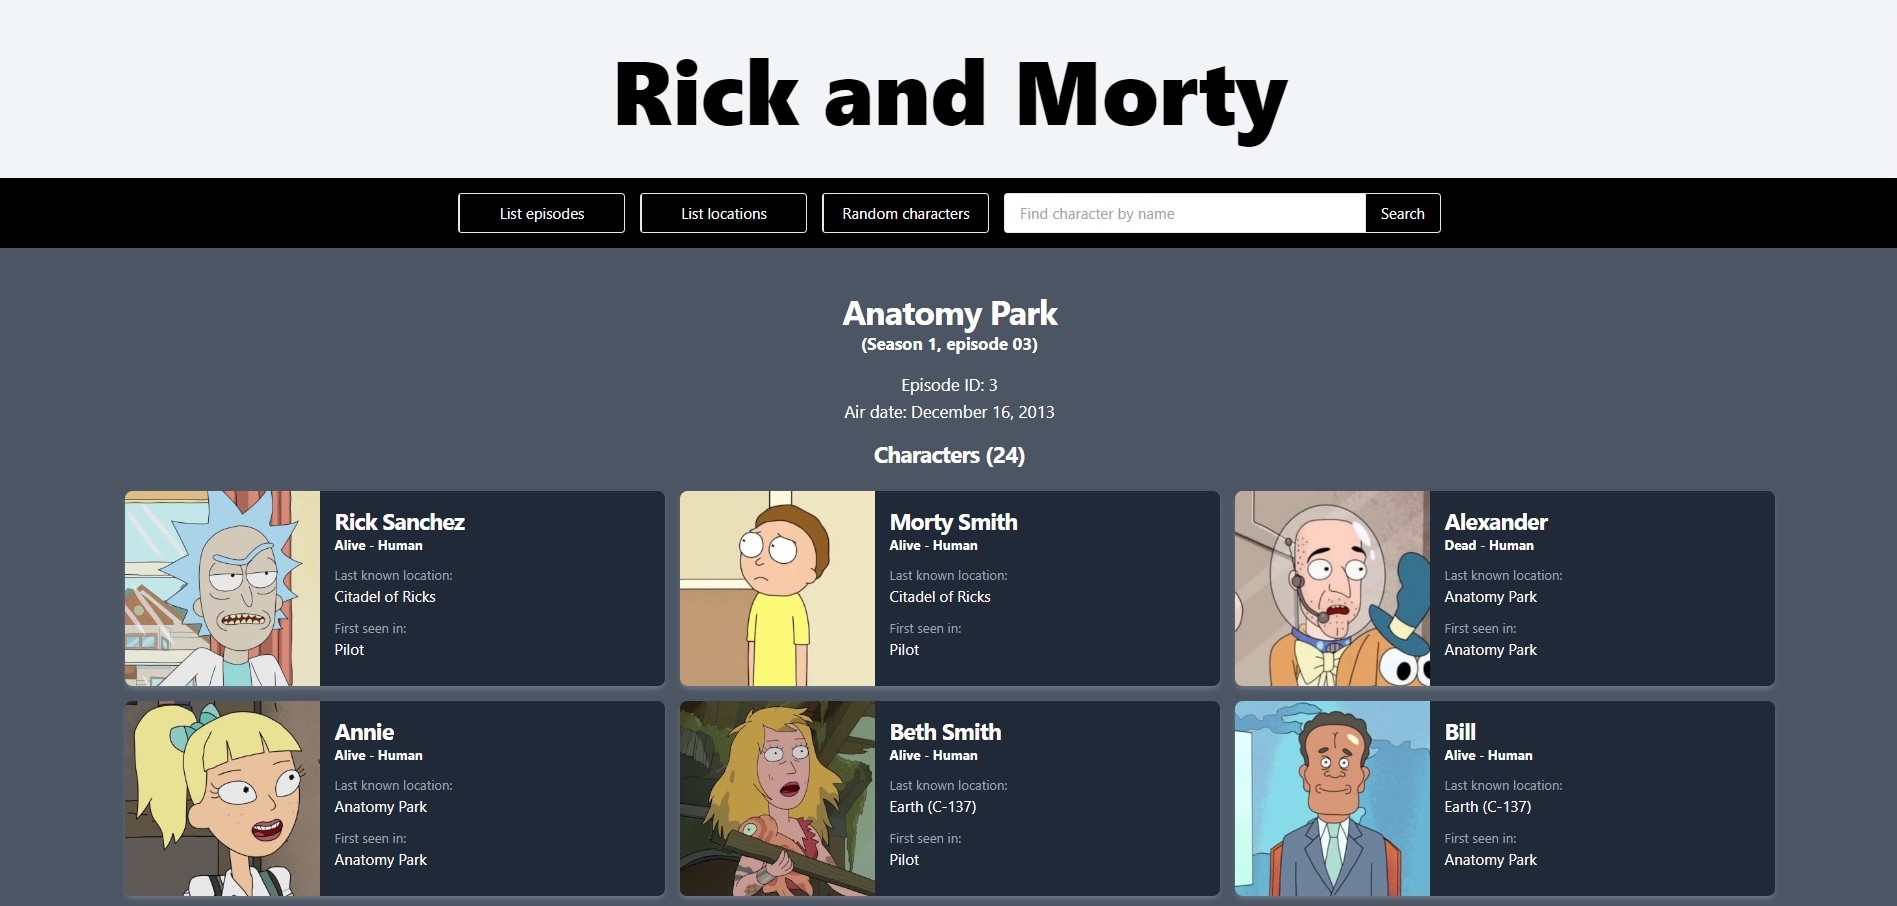 Rick and Morty
List episodes
List locations
Random characters
Find character by name
Search
Anatomy Park
(Season 1, episode 03)
Episode ID: 3
Air date: December 16, 2013
Characters (24)
Rick Sanchez
Alive - Human
Last known location:
Citadel of Ricks
First seen in:
Pilot
Morty Smith
Alive - Human
Last known location:
Citadel of Ricks
First seen in:
Pilot
Alexander
Dead - Human
Last known location:
Anatomy Park
First seen in:
Anatomy Park
Annie
Alive - Human
Last known location:
Anatomy Park
First seen in:
Anatomy Park
Beth Smith
Alive - Human
Last known location:
Earth (C-137)
First seen in:
Pilot
Bill
Alive - Human
Last known location:
Earth (C-137)
First seen in:
Anatomy Park